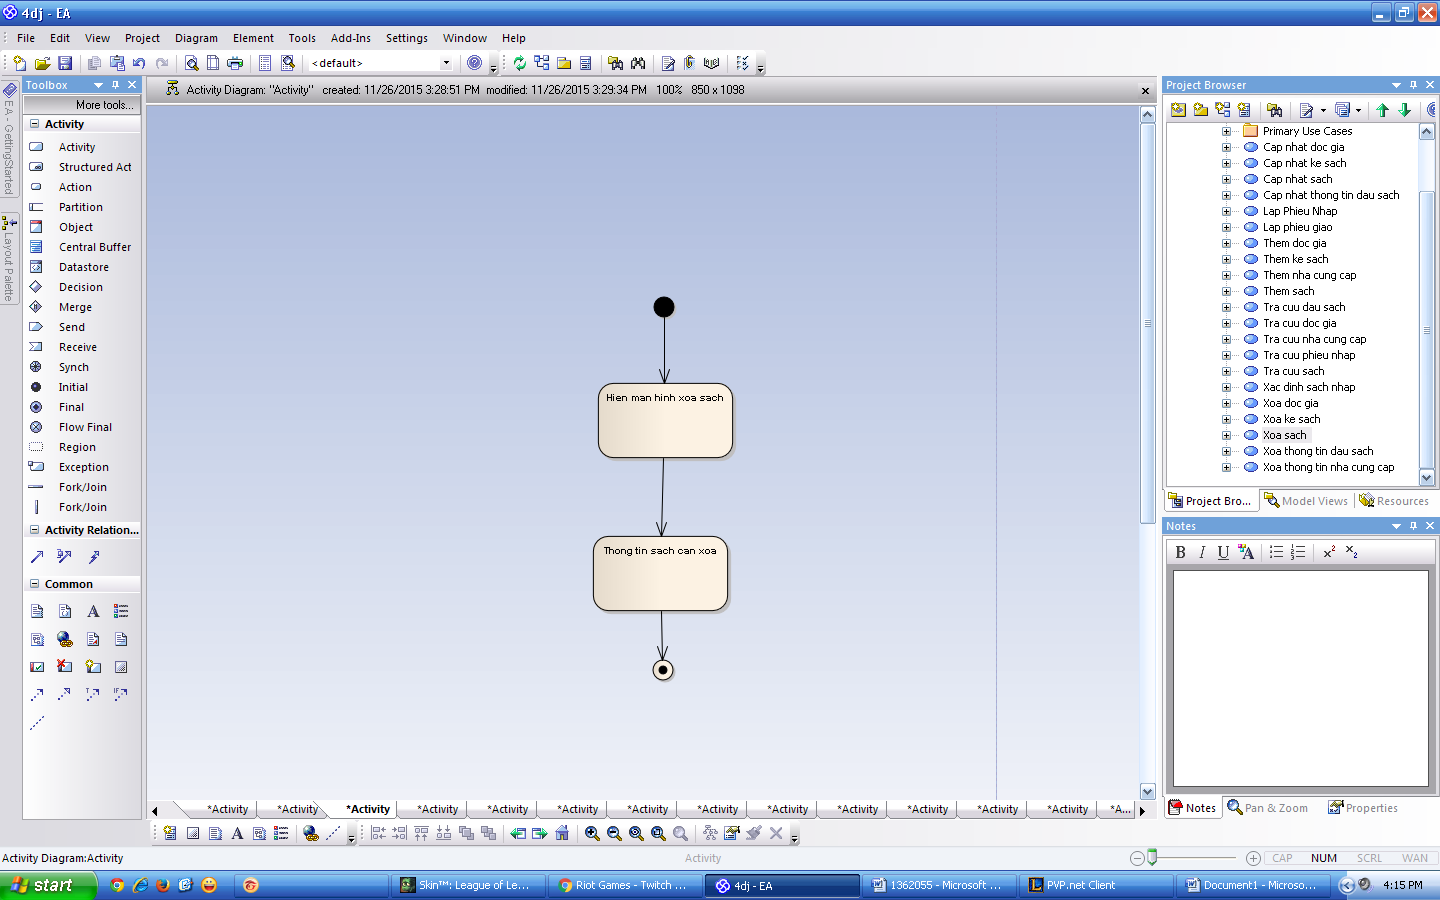 4dj - EA
File Edit View Project Diagram Element Tools Add-Ins Settings Window Help
<default>
EA - GettingStarted
Layout Palette
Toolbox
More tools...
Activity
Activity
Structured Act
Action
Partition
Object
Central Buffer
Datastore
Decision
Merge
Send
Receive
Synch
Initial
Final
Flow Final
Region
Exception
Fork/Join
Fork/Join
Activity Relation...
Common
Activity Diagram: "Activity" created: 11/26/2015 3:28:51 PM modified: 11/26/2015 3:29:34 PM 100% 850 x 1098
Hien man hinh xoa sach
Thong tin sach can xoa
*Activity *Activity *Activity *Activity *Activity *Activity *Activity *Activity *Activity *Activity *Activity *Activity *Activity *A...
Project Browser
Primary Use Cases
Cap nhat doc gia
Cap nhat ke sach
Cap nhat sach
Cap nhat thong tin dau sach
Lap Phieu Nhap
Lap phieu giao
Them doc gia
Them ke sach
Them nha cung cap
Them sach
Tra cuu dau sach
Tra cuu doc gia
Tra cuu nha cung cap
Tra cuu phieu nhap
Tra cuu sach
Xac dinh sach nhap
Xoa doc gia
Xoa ke sach
Xoa sach
Xoa thong tin dau sach
Xoa thong tin nha cung cap
Project Bro... Model Views Resources
Notes
B I U A x² x₂
Notes Pan & Zoom Properties
Activity Diagram:Activity
Activity
CAP NUM SCRL WAN
start
Skin™: League of Le...
Riot Games - Twitch ...
4dj - EA
1362055 - Microsoft ...
PVP.net Client
Document1 - Microso...
4:15 PM